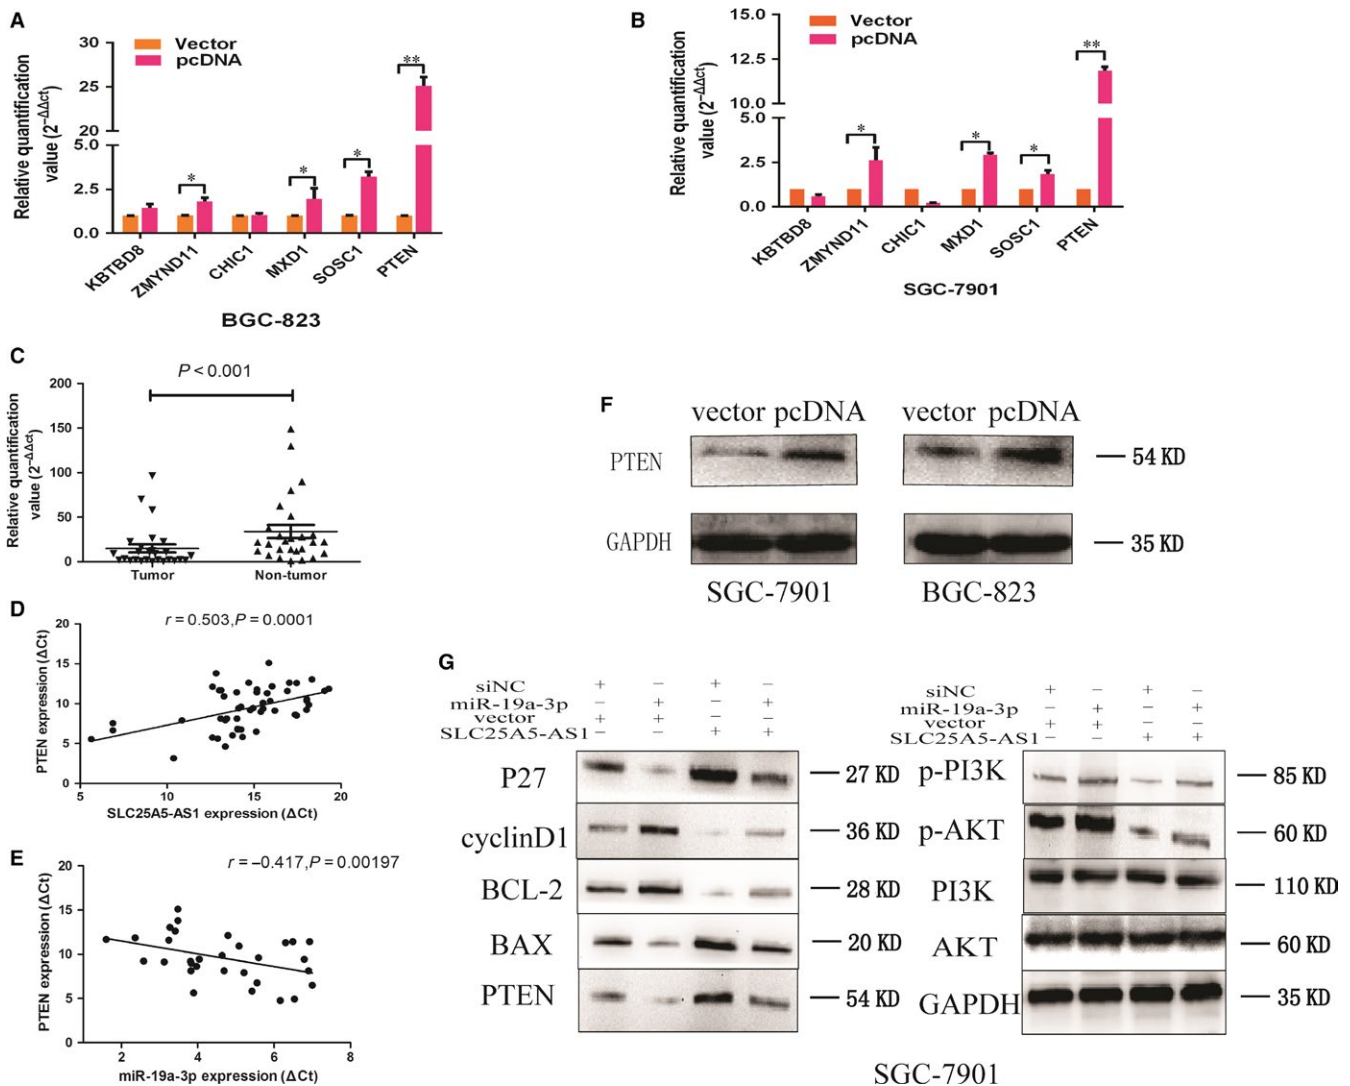 A
Vector
pcDNA
Relative quantification
value (2−ΔΔct)
30
25
20
5.0
2.5
0.0
* * * **
KBTBD8 ZMYND11 CHIC1 MXD1 SOSC1 PTEN
BGC-823
B
Vector
pcDNA
Relative quantification
value (2−ΔΔct)
15.0
12.5
10.0
5.0
2.5
0.0
* * * **
KBTBD8 ZMYND11 CHIC1 MXD1 SOSC1 PTEN
SGC-7901
C
P < 0.001
Relative quantification
value (2−ΔΔct)
200
150
100
50
0
Tumor Non-tumor
D
r = 0.503,P = 0.0001
PTEN expression (ΔCt)
20
15
10
5
0
5 10 15 20
SLC25A5-AS1 expression (ΔCt)
E
r = −0.417,P = 0.00197
PTEN expression (ΔCt)
20
15
10
5
0
2 4 6 8
miR-19a-3p expression (ΔCt)
F
vector pcDNA vector pcDNA
PTEN — 54 KD
GAPDH — 35 KD
SGC-7901 BGC-823
G
siNC + − + −
miR-19a-3p − + − +
vector + + − −
SLC25A5-AS1 − − + +
P27 — 27 KD
cyclinD1 — 36 KD
BCL-2 — 28 KD
BAX — 20 KD
PTEN — 54 KD
siNC + − + −
miR-19a-3p − + − +
vector + + − −
SLC25A5-AS1 − − + +
p-PI3K — 85 KD
p-AKT — 60 KD
PI3K — 110 KD
AKT — 60 KD
GAPDH — 35 KD
SGC-7901